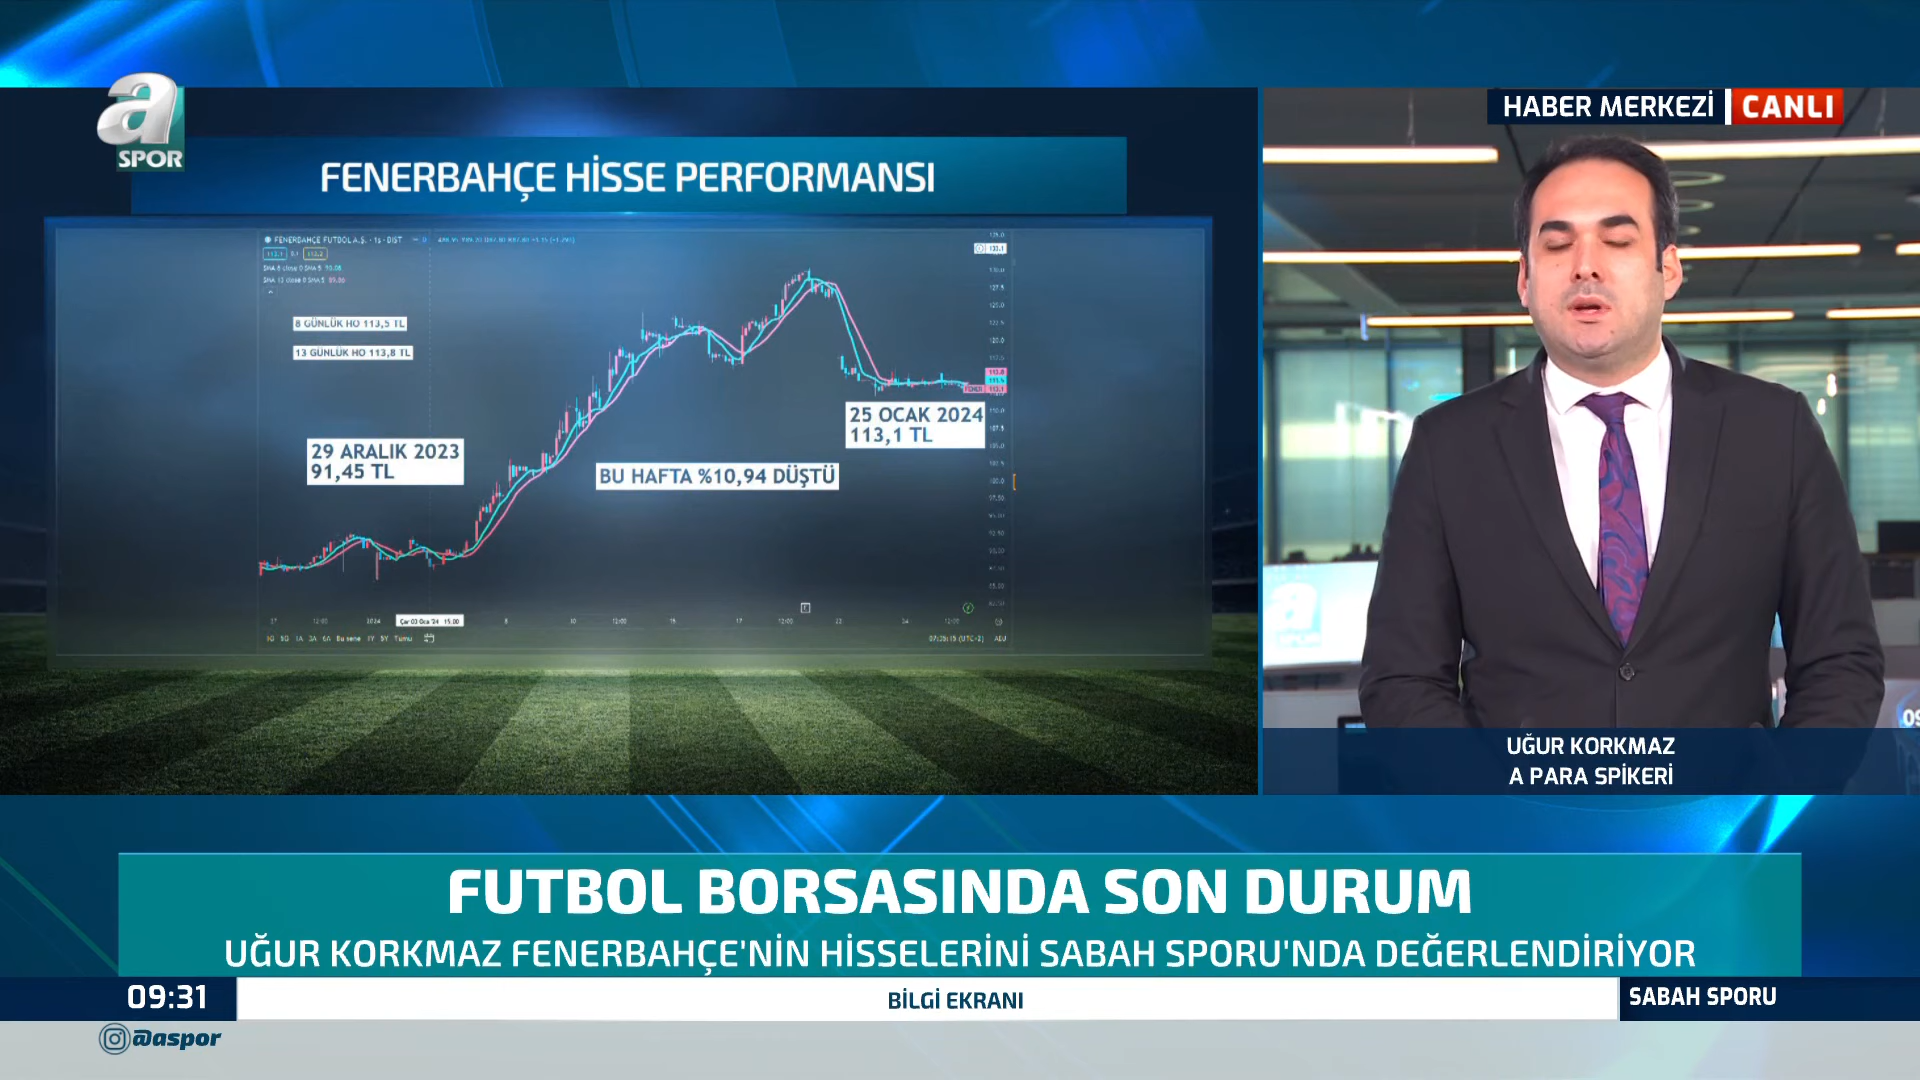 a
SPOR
HABER MERKEZİ
CANLI
FENERBAHÇE HİSSE PERFORMANSI
FENERBAHÇE FUTBOL A.Ş.
8 GÜNLÜK HO 113,5 TL
13 GÜNLÜK HO 113,8 TL
29 ARALIK 2023
91,45 TL
BU HAFTA %10,94 DÜŞTÜ
25 OCAK 2024
113,1 TL
UĞUR KORKMAZ
A PARA SPİKERİ
FUTBOL BORSASINDA SON DURUM
UĞUR KORKMAZ FENERBAHÇE'NİN HİSSELERİNİ SABAH SPORU'NDA DEĞERLENDİRİYOR
09:31
BİLGİ EKRANI
SABAH SPORU
@aspor